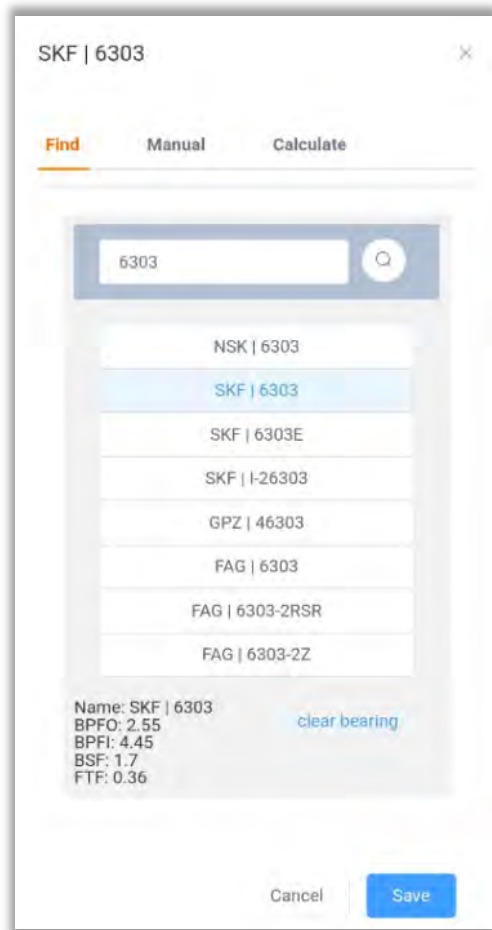 SKF | 6303
Find Manual Calculate
6303
NSK | 6303
SKF | 6303
SKF | 6303E
SKF | I-26303
GPZ | 46303
FAG | 6303
FAG | 6303-2RSR
FAG | 6303-2Z
Name: SKF | 6303
clear bearing
BPFO: 2.55
BPFI: 4.45
BSF: 1.7
FTF: 0.36
Cancel Save